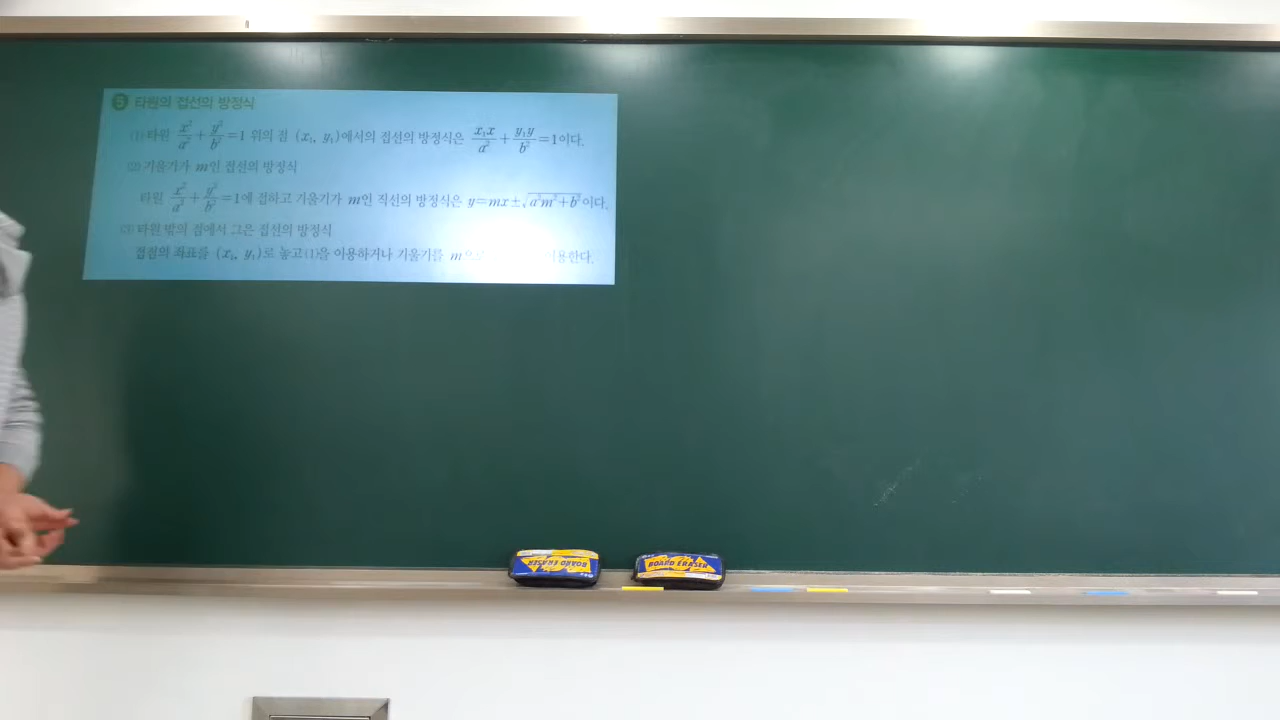 5 타원의 접선의 방정식
(1) 타원 x²/a² + y²/b² = 1 위의 점 (x₁, y₁)에서의 접선의 방정식은 x₁x/a² + y₁y/b² = 1이다.
(2) 기울기가 m인 접선의 방정식
타원 x²/a² + y²/b² = 1에 접하고 기울기가 m인 직선의 방정식은 y=mx±√(a²m²+b²)이다.
(3) 타원 밖의 점에서 그은 접선의 방정식
접점의 좌표를 (x₁, y₁)로 놓고 (1)을 이용하거나 기울기를 m으로 이용한다.
BOARD ERASER
BOARD ERASER